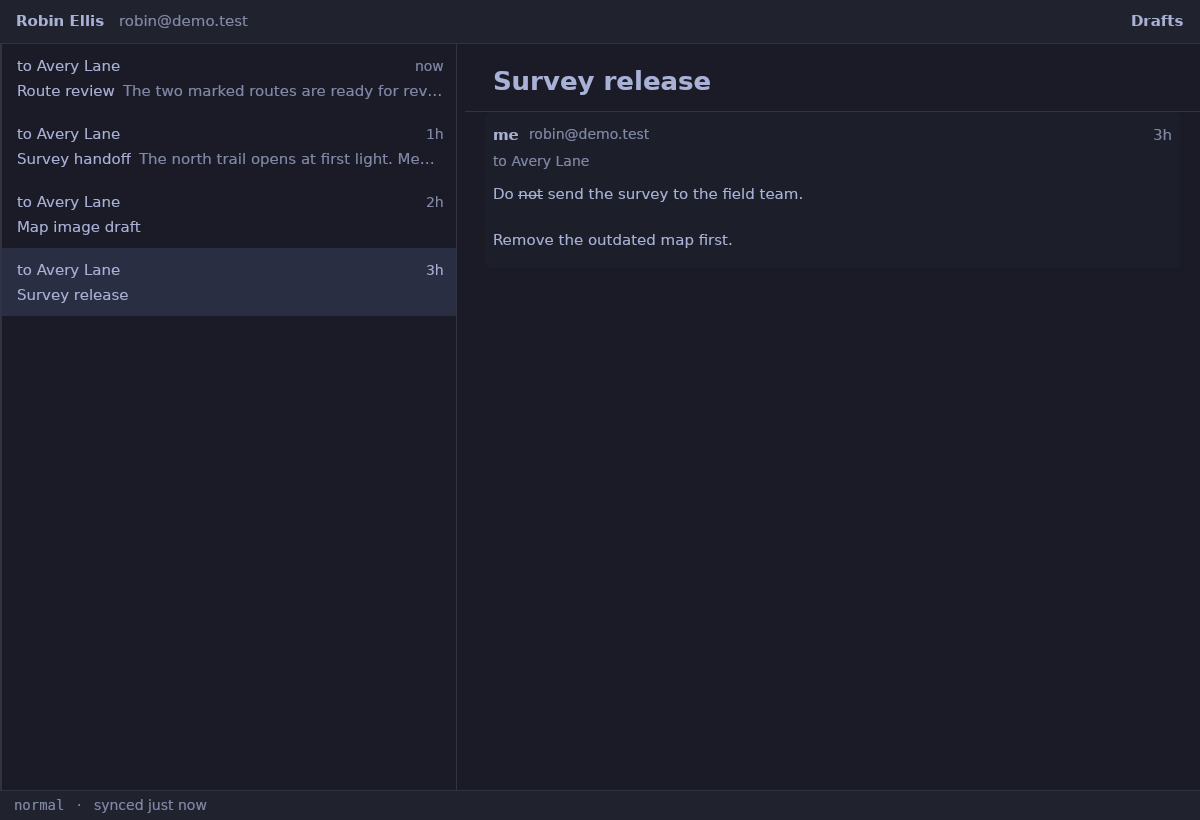 Robin Ellis robin@demo.test Drafts
to Avery Lane now
Route review The two marked routes are ready for rev…
to Avery Lane 1h
Survey handoff The north trail opens at first light. Me…
to Avery Lane 2h
Map image draft
to Avery Lane 3h
Survey release
Survey release
me robin@demo.test 3h
to Avery Lane
Do ~~not~~ send the survey to the field team.
Remove the outdated map first.
normal · synced just now